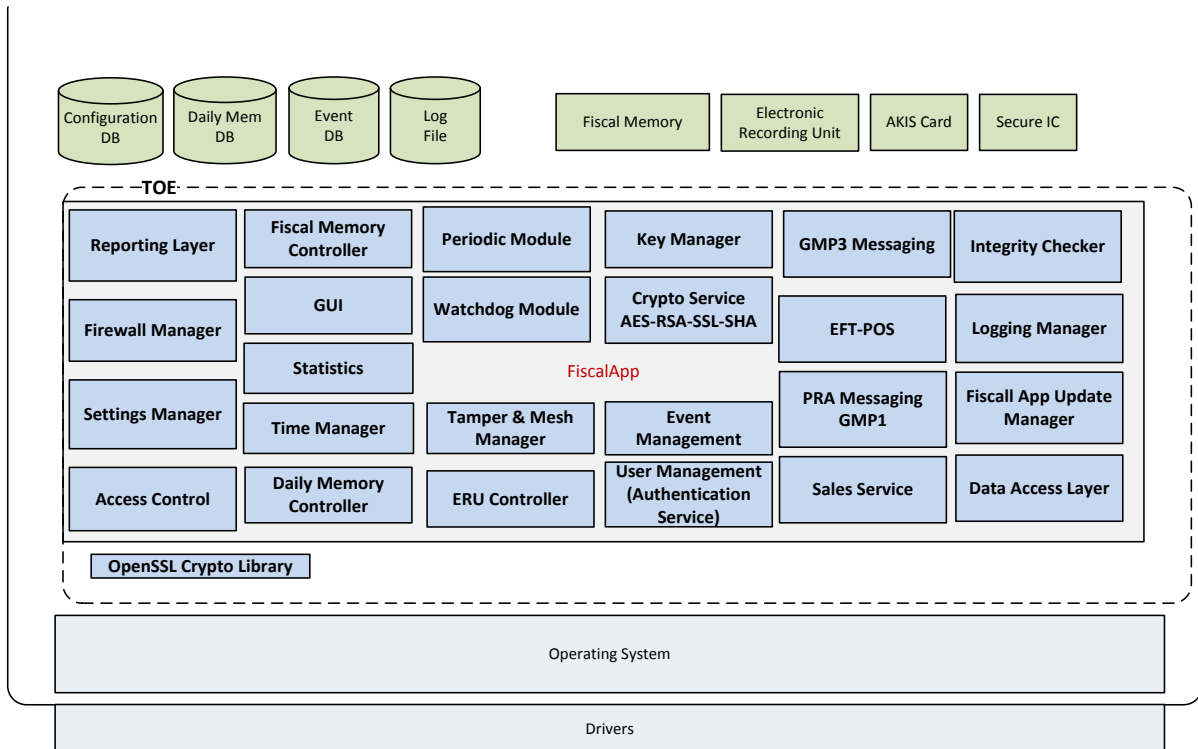 Configuration
DB
Daily Mem
DB
Event
DB
Log
File
Fiscal Memory
Electronic
Recording Unit
AKIS Card
Secure IC
TOE
Reporting Layer
Fiscal Memory
Controller
Periodic Module
Key Manager
GMP3 Messaging
Integrity Checker
Firewall Manager
GUI
Watchdog Module
Crypto Service
AES-RSA-SSL-SHA
EFT-POS
Logging Manager
Statistics
FiscalApp
Settings Manager
Time Manager
Tamper & Mesh
Manager
Event
Management
PRA Messaging
GMP1
Fiscall App Update
Manager
Access Control
Daily Memory
Controller
ERU Controller
User Management
(Authentication
Service)
Sales Service
Data Access Layer
OpenSSL Crypto Library
Operating System
Drivers